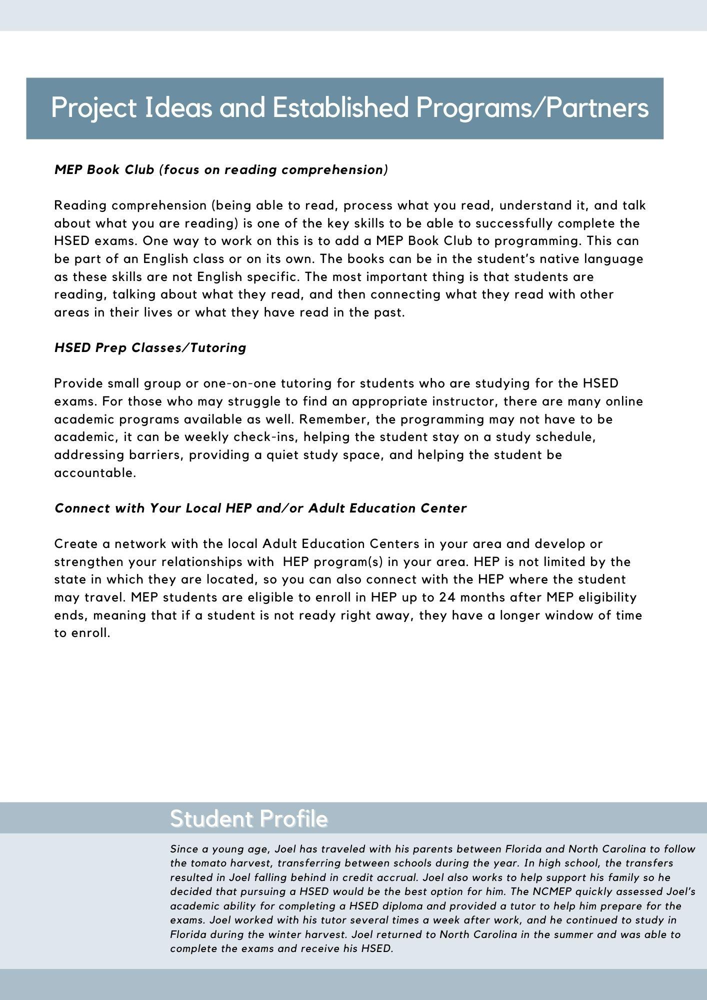 Project Ideas and Established Programs/Partners
MEP Book Club (focus on reading comprehension)
Reading comprehension (being able to read, process what you read, understand it, and talk
about what you are reading) is one of the key skills to be able to successfully complete the
HSED exams. One way to work on this is to add a MEP Book Club to programming. This can
be part of an English class or on its own. The books can be in the student's native language
as these skills are not English specific. The most important thing is that students are
reading, talking about what they read, and then connecting what they read with other
areas in their lives or what they have read in the past.
HSED Prep Classes/Tutoring
Provide small group or one-on-one tutoring for students who are studying for the HSED
exams. For those who may struggle to find an appropriate instructor, there are many online
academic programs available as well. Remember, the programming may not have to be
academic, it can be weekly check-ins, helping the student stay on a study schedule,
addressing barriers, providing a quiet study space, and helping the student be
accountable.
Connect with Your Local HEP and/or Adult Education Center
Create a network with the local Adult Education Centers in your area and develop or
strengthen your relationships with  HEP program(s) in your area. HEP is not limited by the
state in which they are located, so you can also connect with the HEP where the student
may travel. MEP students are eligible to enroll in HEP up to 24 months after MEP eligibility
ends, meaning that if a student is not ready right away, they have a longer window of time
to enroll.
Student Profile
Since a young age, Joel has traveled with his parents between Florida and North Carolina to follow
the tomato harvest, transferring between schools during the year. In high school, the transfers
resulted in Joel falling behind in credit accrual. Joel also works to help support his family so he
decided that pursuing a HSED would be the best option for him. The NCMEP quickly assessed Joel's
academic ability for completing a HSED diploma and provided a tutor to help him prepare for the
exams. Joel worked with his tutor several times a week after work, and he continued to study in
Florida during the winter harvest. Joel returned to North Carolina in the summer and was able to
complete the exams and receive his HSED.